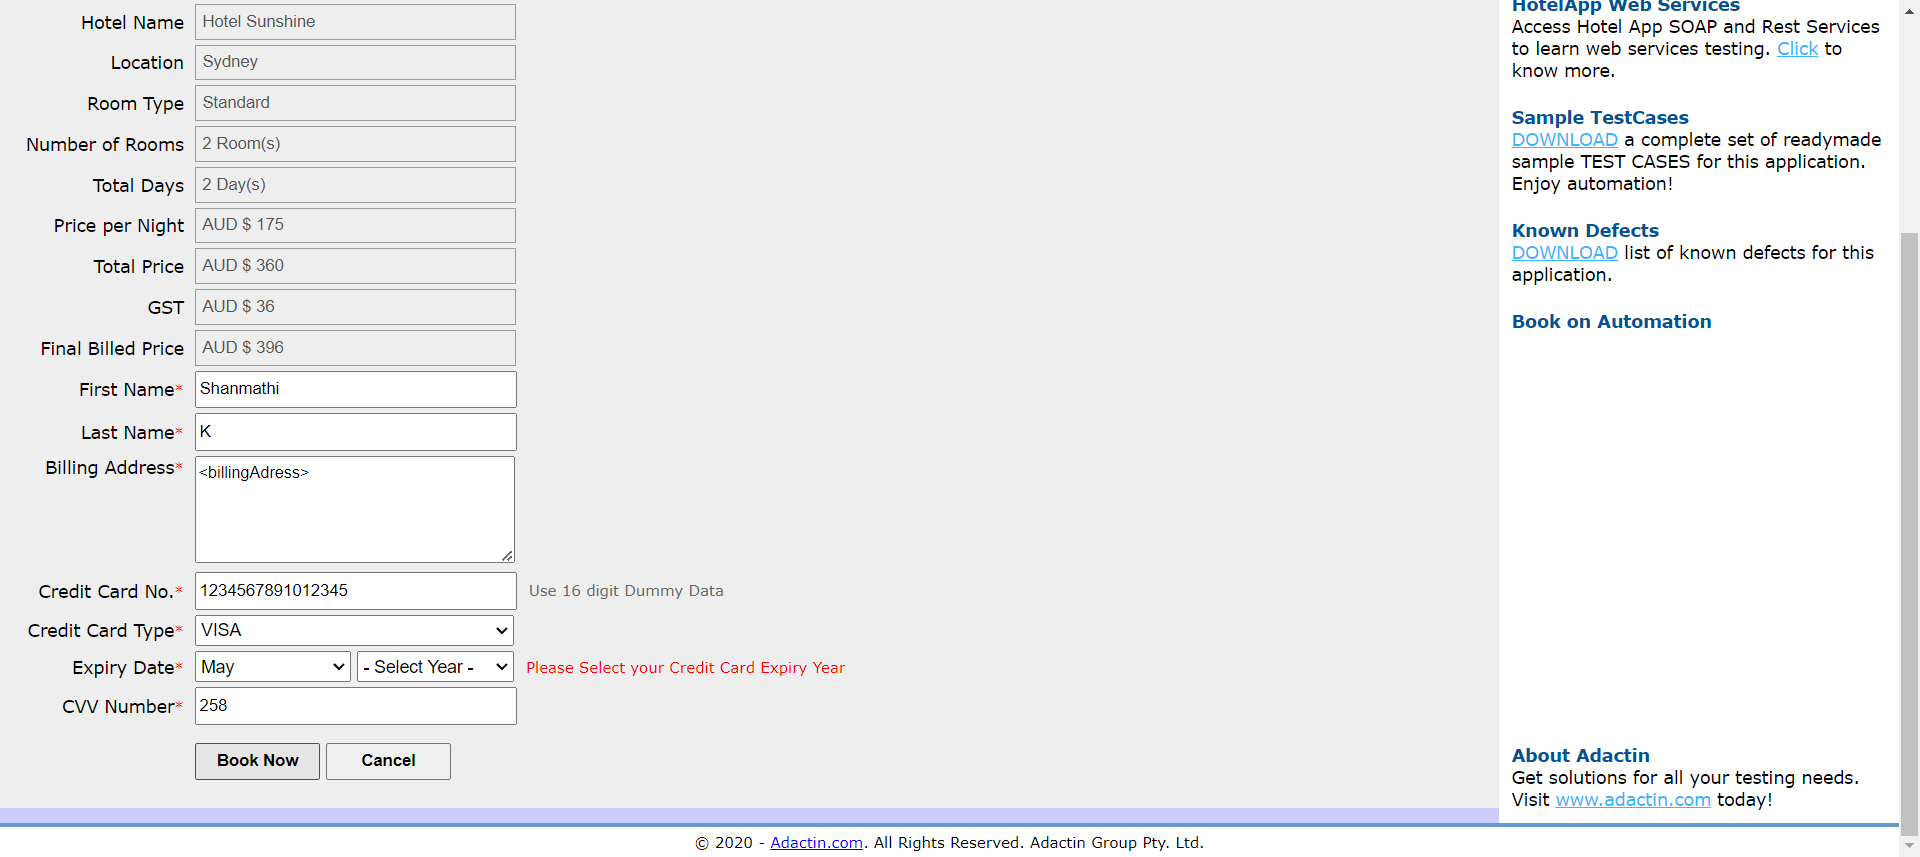 Hotel Name Hotel Sunshine
Location Sydney
Room Type Standard
Number of Rooms 2 Room(s)
Total Days 2 Day(s)
Price per Night AUD $ 175
Total Price AUD $ 360
GST AUD $ 36
Final Billed Price AUD $ 396
First Name* Shanmathi
Last Name* K
Billing Address* <billingAdress>
Credit Card No.* 1234567891012345 Use 16 digit Dummy Data
Credit Card Type* VISA
Expiry Date* May - Select Year - Please Select your Credit Card Expiry Year
CVV Number* 258
Book Now Cancel
HotelApp Web Services
Access Hotel App SOAP and Rest Services
to learn web services testing. Click to
know more.
Sample TestCases
DOWNLOAD a complete set of readymade
sample TEST CASES for this application.
Enjoy automation!
Known Defects
DOWNLOAD list of known defects for this
application.
Book on Automation
About Adactin
Get solutions for all your testing needs.
Visit www.adactin.com today!
© 2020 - Adactin.com. All Rights Reserved. Adactin Group Pty. Ltd.